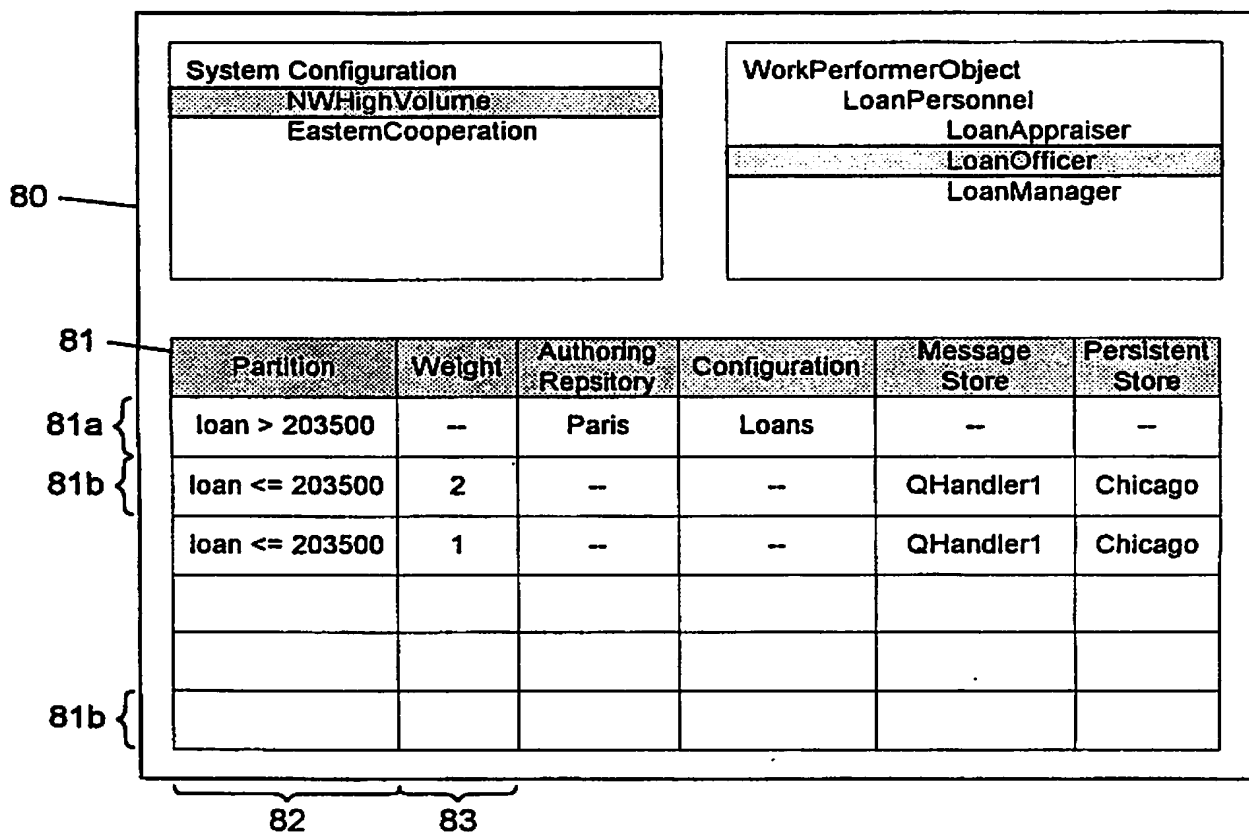 System Configuration
NWHighVolume
EasternCooperation
WorkPerformerObject
LoanPersonnel
LoanAppraiser
LoanOfficer
LoanManager
80
81
Partition Weight Authoring Repsitory Configuration Message Store Persistent Store
81a loan > 203500 -- Paris Loans -- --
81b loan <= 203500 2 -- -- QHandler1 Chicago
loan <= 203500 1 -- -- QHandler1 Chicago
81b
82 83